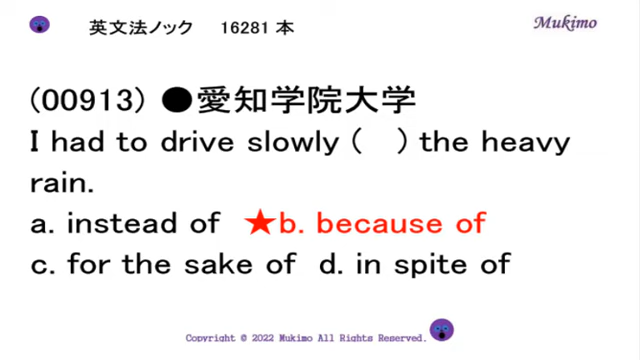 英文法ノック 16281 本 Mukimo
(00913) ●愛知学院大学
I had to drive slowly ( ) the heavy
rain.
a. instead of ★b. because of
c. for the sake of d. in spite of
Copyright @ 2022 Mukimo All Rights Reserved.